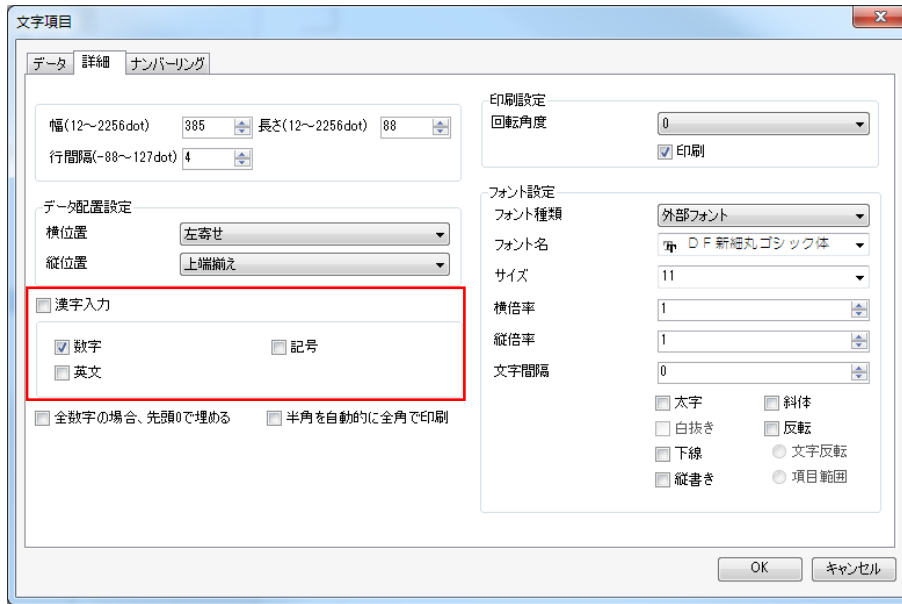 文字項目
データ 詳細 ナンバーリング
幅(12～2256dot) 385 長さ(12～2256dot) 88
行間隔(-88～127dot) 4
データ配置設定
横位置 左寄せ
縦位置 上端揃え
漢字入力
数字 記号
英文
全数字の場合、先頭0で埋める 半角を自動的に全角で印刷
印刷設定
回転角度 0
印刷
フォント設定
フォント種類 外部フォント
フォント名 ＤＦ新細丸ゴシック体
サイズ 11
横倍率 1
縦倍率 1
文字間隔 0
太字 斜体
白抜き 反転
下線 文字反転
縦書き 項目範囲
OK キャンセル